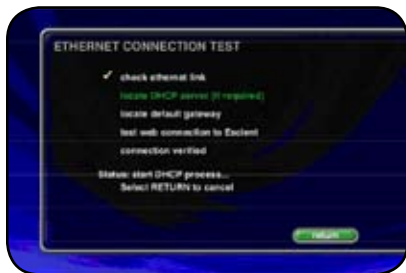 ETHERNET CONNECTION TEST
check ethernet link
locate DHCP server (if required)
locate default gateway
test web connection to Escient
connection verified
Status: start DHCP process...
Select RETURN to cancel
return